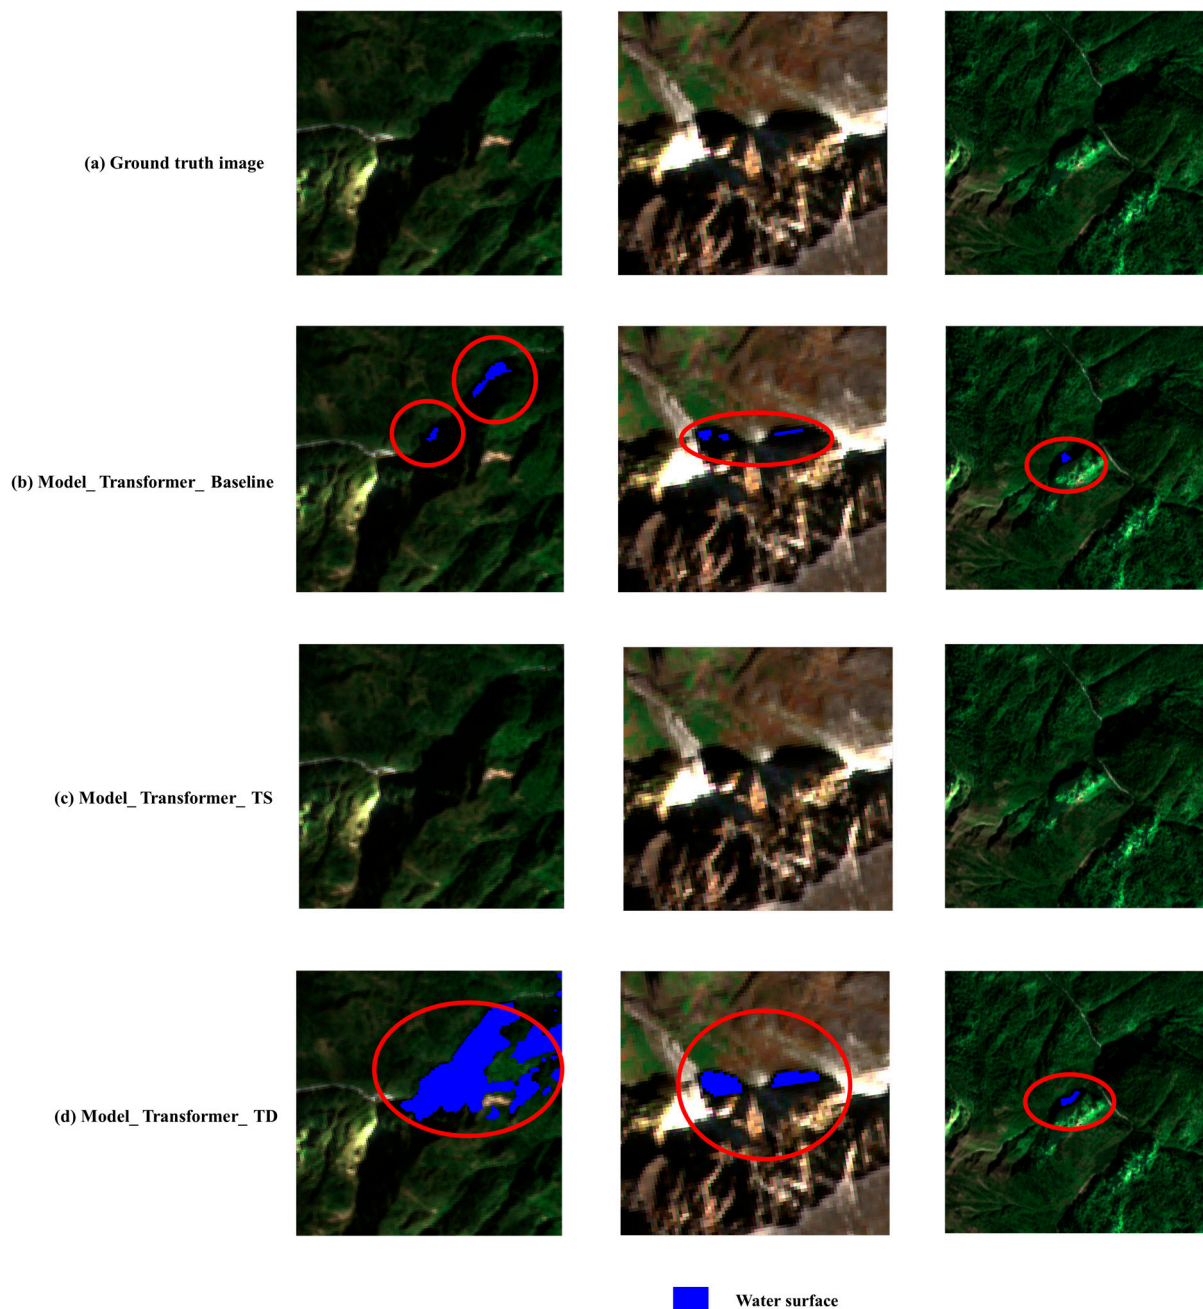 (a) Ground truth image
(b) Model_ Transformer_ Baseline
(c) Model_ Transformer_ TS
(d) Model_ Transformer_ TD
Water surface